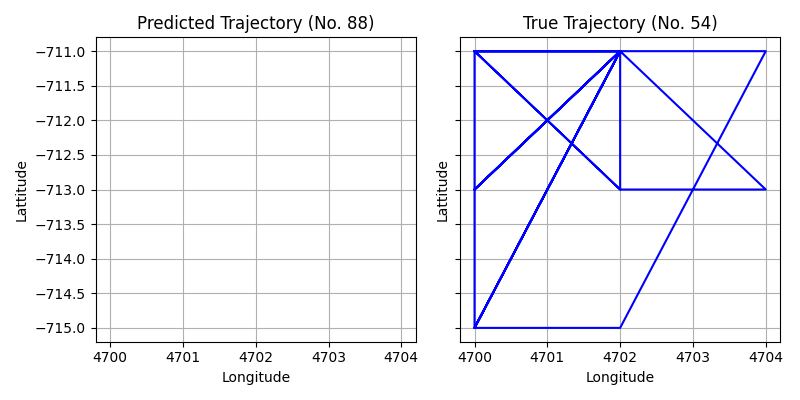 Predicted Trajectory (No. 88)
True Trajectory (No. 54)
−711.0
−711.5
−712.0
−712.5
−713.0
−713.5
−714.0
−714.5
−715.0
Lattitude
Lattitude
4700 4701 4702 4703 4704
4700 4701 4702 4703 4704
Longitude
Longitude